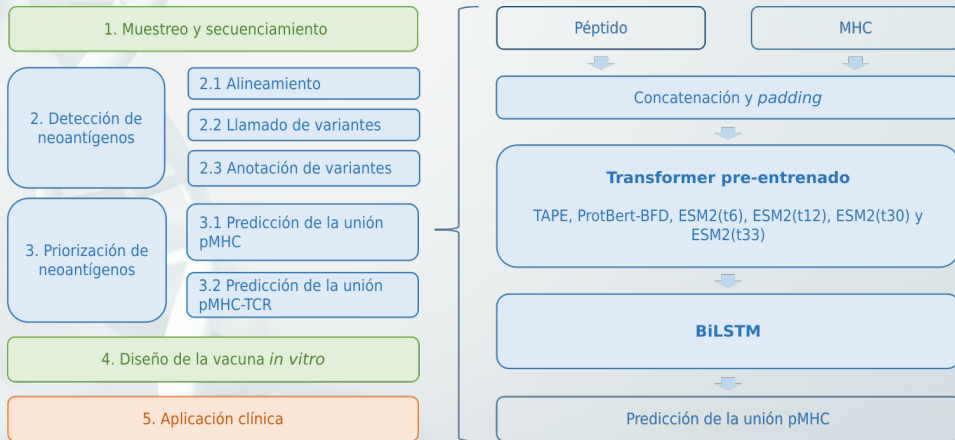 1. Muestreo y secuenciamiento
2. Detección de
neoantígenos
2.1 Alineamiento
2.2 Llamado de variantes
2.3 Anotación de variantes
3. Priorización de
neoantígenos
3.1 Predicción de la unión
pMHC
3.2 Predicción de la unión
pMHC-TCR
4. Diseño de la vacuna in vitro
5. Aplicación clínica
Péptido
MHC
Concatenación y padding
Transformer pre-entrenado
TAPE, ProtBert-BFD, ESM2(t6), ESM2(t12), ESM2(t30) y
ESM2(t33)
BiLSTM
Predicción de la unión pMHC